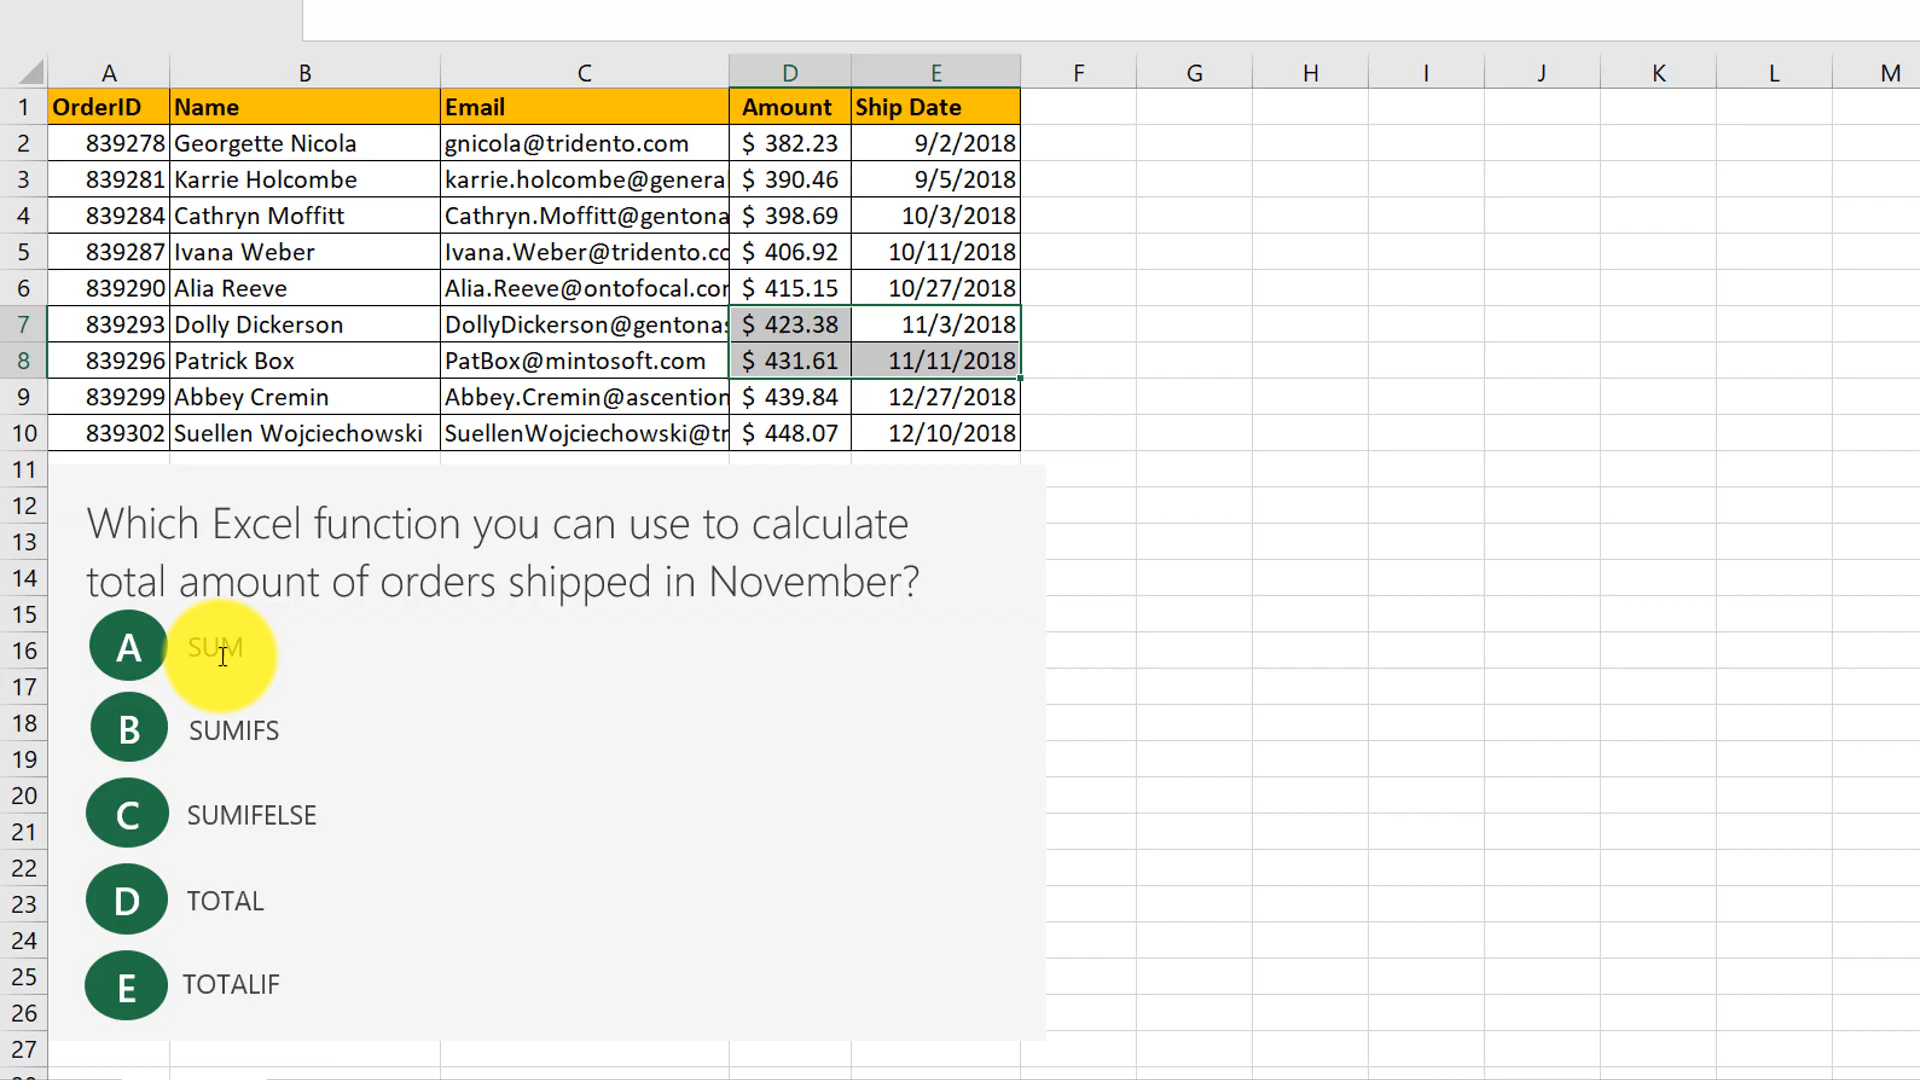 A B C D E F G H I J K L M
1 OrderID Name Email Amount Ship Date
2 839278 Georgette Nicola gnicola@tridento.com $ 382.23 9/2/2018
3 839281 Karrie Holcombe karrie.holcombe@general $ 390.46 9/5/2018
4 839284 Cathryn Moffitt Cathryn.Moffitt@gentona $ 398.69 10/3/2018
5 839287 Ivana Weber Ivana.Weber@tridento.cc $ 406.92 10/11/2018
6 839290 Alia Reeve Alia.Reeve@ontofocal.cor $ 415.15 10/27/2018
7 839293 Dolly Dickerson DollyDickerson@gentonas $ 423.38 11/3/2018
8 839296 Patrick Box PatBox@mintosoft.com $ 431.61 11/11/2018
9 839299 Abbey Cremin Abbey.Cremin@ascention $ 439.84 12/27/2018
10 839302 Suellen Wojciechowski SuellenWojciechowski@tr $ 448.07 12/10/2018
11
12 Which Excel function you can use to calculate
13
14 total amount of orders shipped in November?
15
16 A SUM
17
18 B SUMIFS
19
20
21 C SUMIFELSE
22
23 D TOTAL
24
25 E TOTALIF
26
27